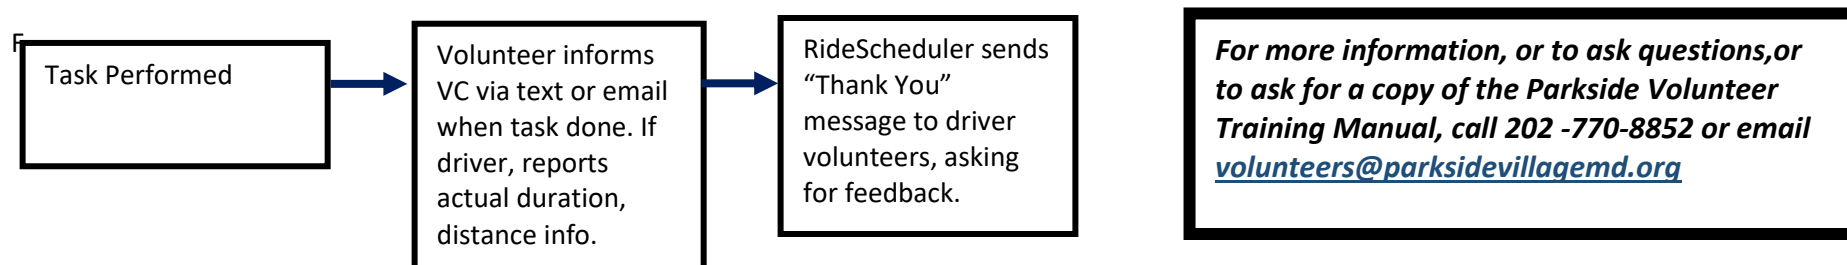 F
Task Performed
Volunteer informs
VC via text or email
when task done. If
driver, reports
actual duration,
distance info.
RideScheduler sends
“Thank You”
message to driver
volunteers, asking
for feedback.
For more information, or to ask questions,or
to ask for a copy of the Parkside Volunteer
Training Manual, call 202 -770-8852 or email
volunteers@parksidevillagemd.org